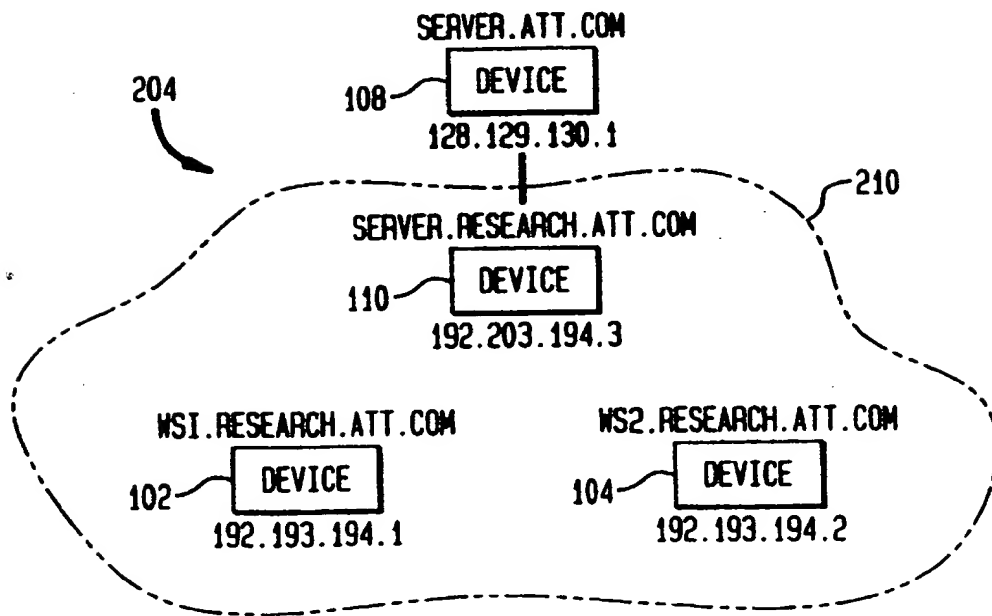 SERVER.ATT.COM
204
108
DEVICE
128.129.130.1
210
SERVER.RESEARCH.ATT.COM
110
DEVICE
192.203.194.3
WSI.RESEARCH.ATT.COM
WS2.RESEARCH.ATT.COM
102
DEVICE
104
DEVICE
192.193.194.1
192.193.194.2